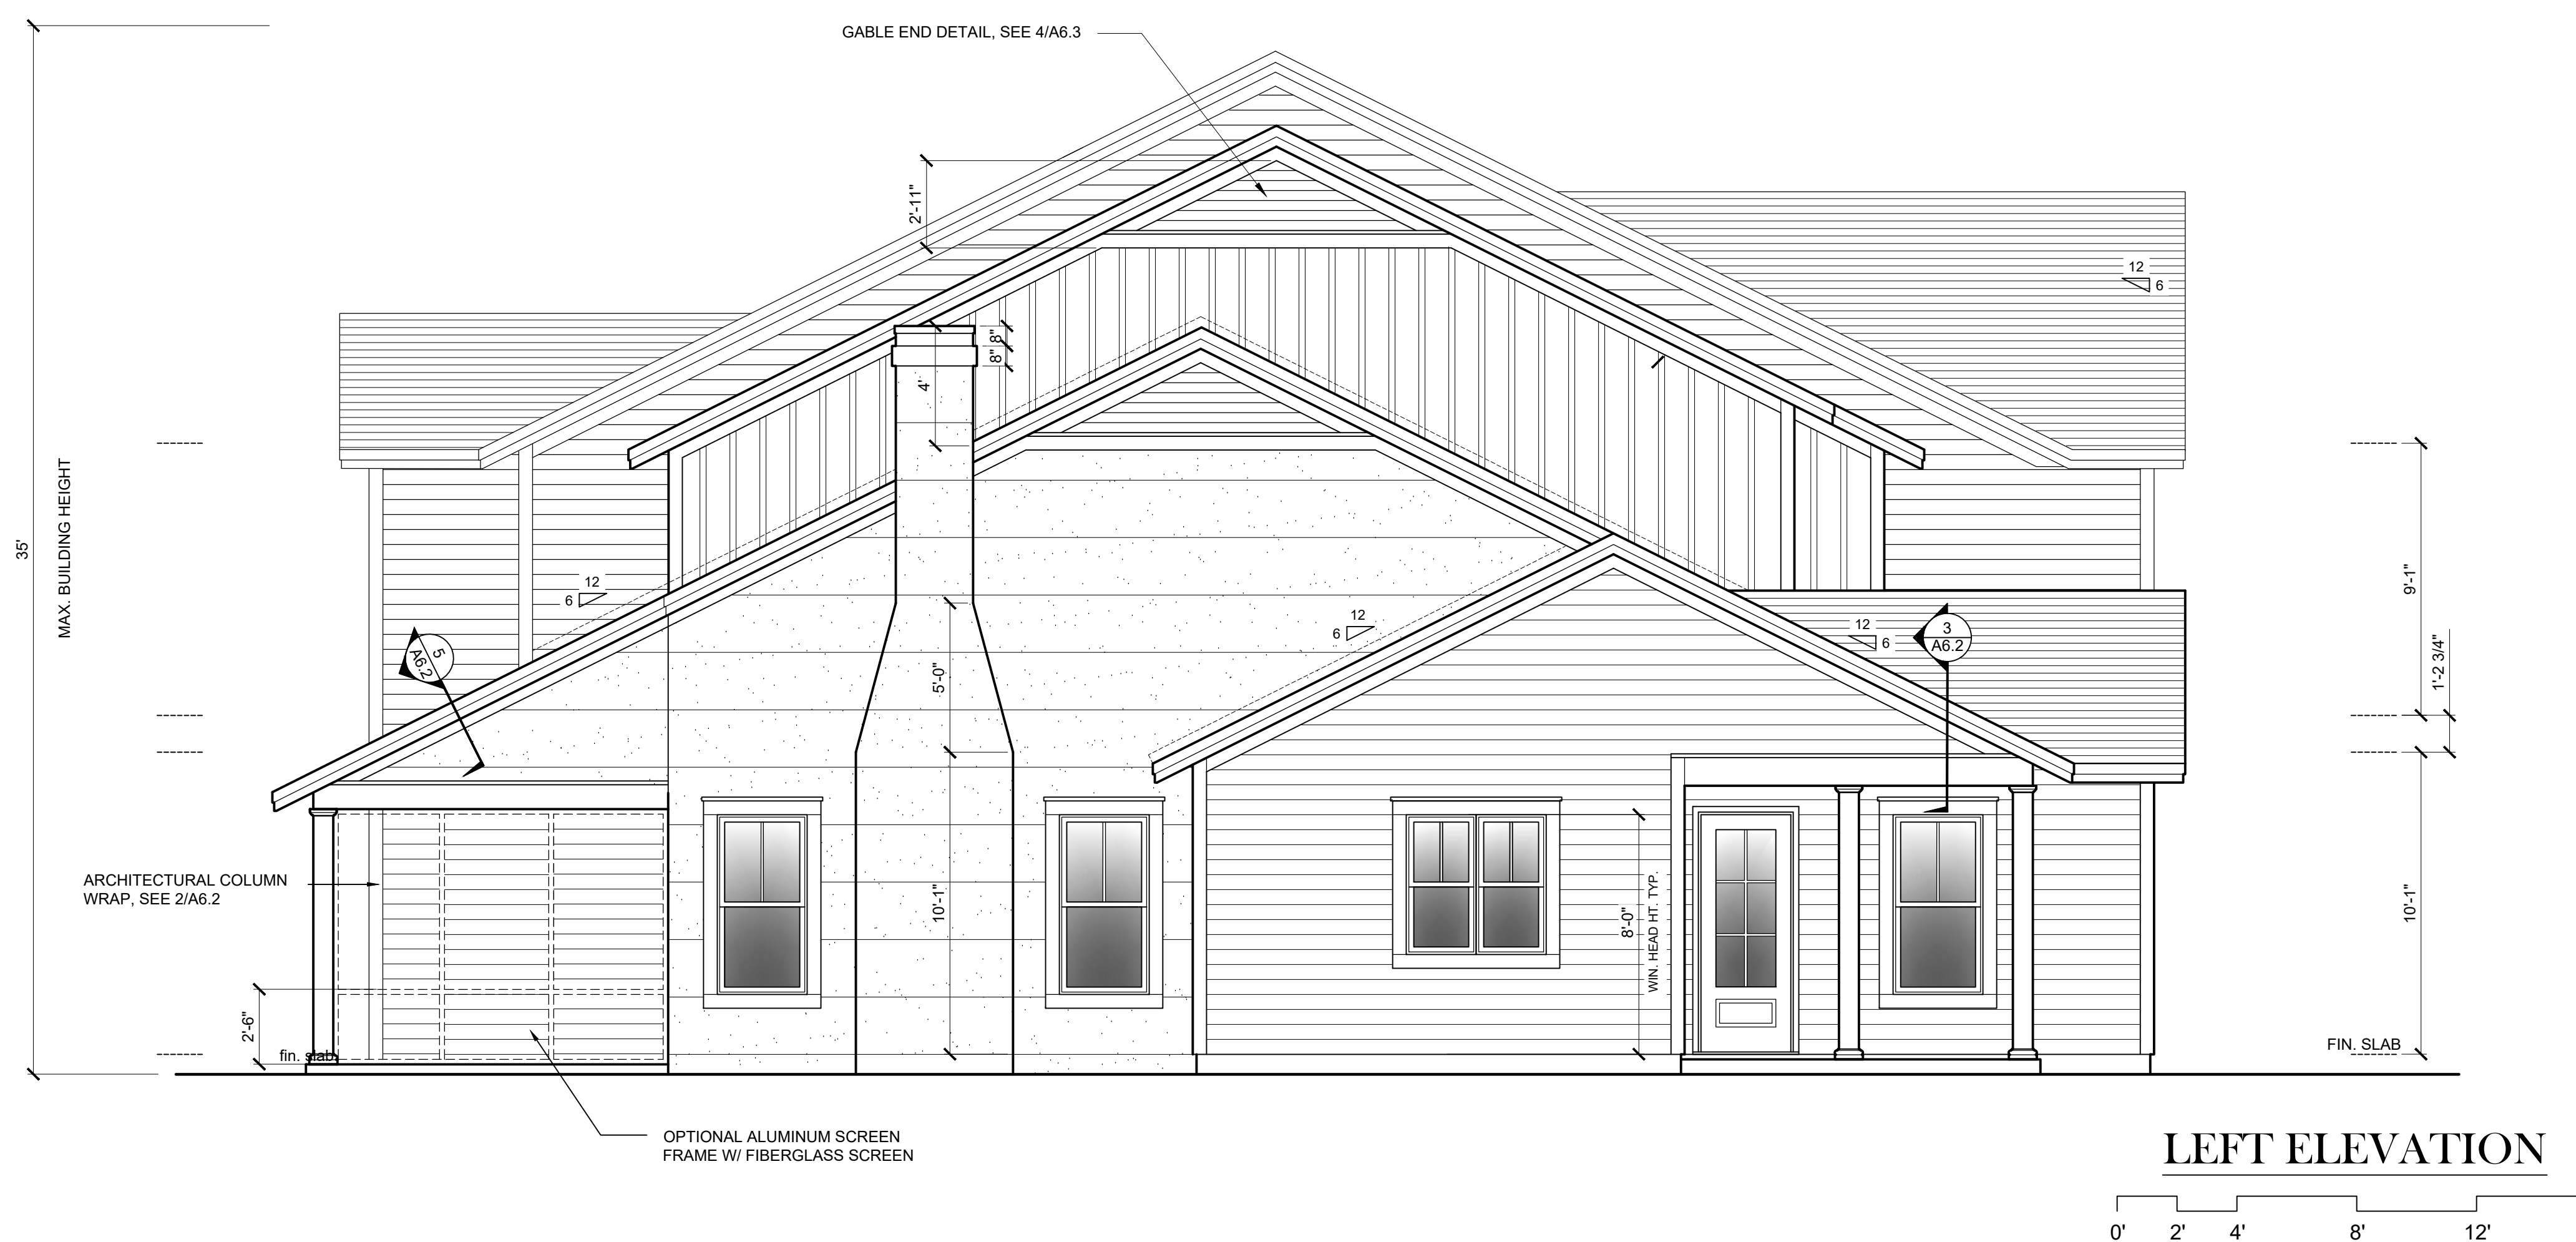 GABLE END DETAIL, SEE 4/A6.3
2'-11"
12
6
8"
8"
4'
35'
MAX. BUILDING HEIGHT
12
6
12
6
12
6
5
A6.2
3
A6.2
9'-1"
1'-2 3/4"
5'-0"
10'-1"
8'-0"
WIN. HEAD HT. TYP.
10'-1"
ARCHITECTURAL COLUMN
WRAP, SEE 2/A6.2
2'-6"
fin. slab
FIN. SLAB
OPTIONAL ALUMINUM SCREEN
FRAME W/ FIBERGLASS SCREEN
LEFT ELEVATION
0' 2' 4' 8' 12'